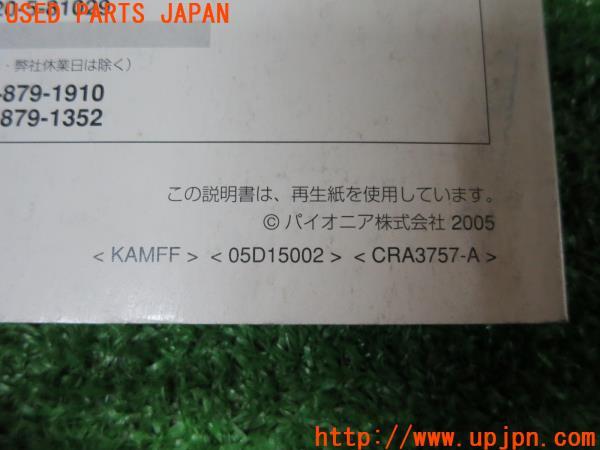 USED PARTS JAPAN
・弊社休業日は除く）
-879-1910
-879-1352
この説明書は、再生紙を使用しています。
© パイオニア株式会社 2005
< KAMFF > < 05D15002 > < CRA3757-A >
http://www.upjpn.com